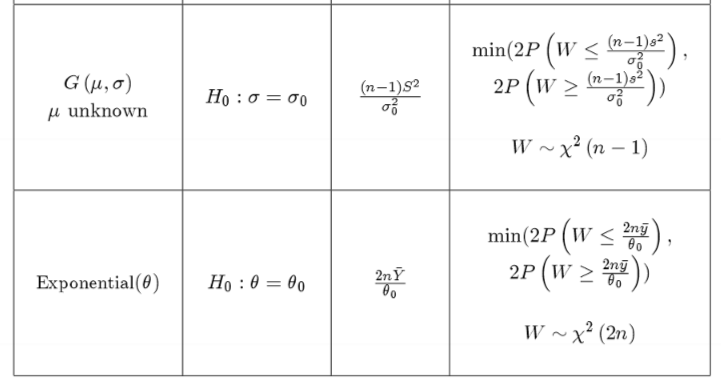 G (μ, σ)
μ unknown
H₀ : σ = σ₀
(n−1)S²/σ₀²
min(2P (W ≤ (n−1)s²/σ₀²) ,
2P (W ≥ (n−1)s²/σ₀²))
W ∼ χ² (n − 1)
Exponential(θ)
H₀ : θ = θ₀
2nȲ/θ₀
min(2P (W ≤ 2nȳ/θ₀) ,
2P (W ≥ 2nȳ/θ₀))
W ∼ χ² (2n)